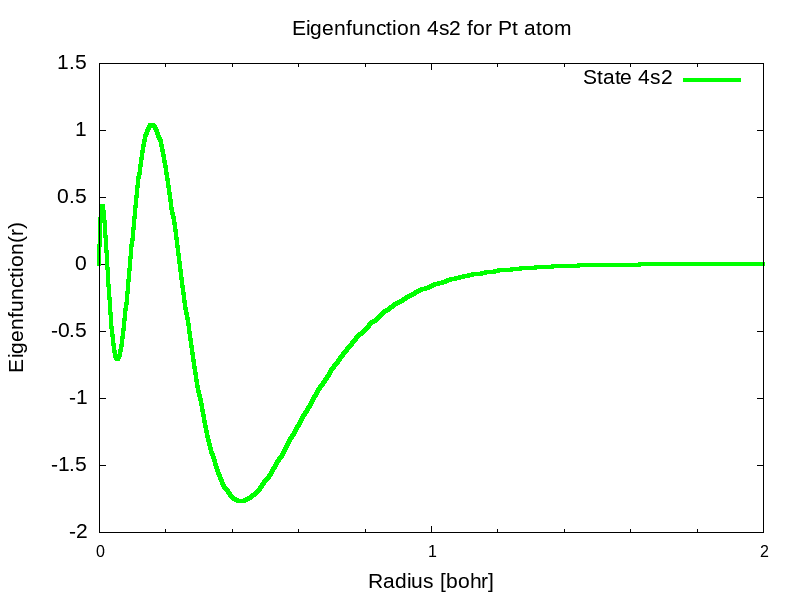 Eigenfunction 4s2 for Pt atom
State 4s2
1.5
1
0.5
0
-0.5
-1
-1.5
-2
Eigenfunction(r)
0 1 2
Radius [bohr]